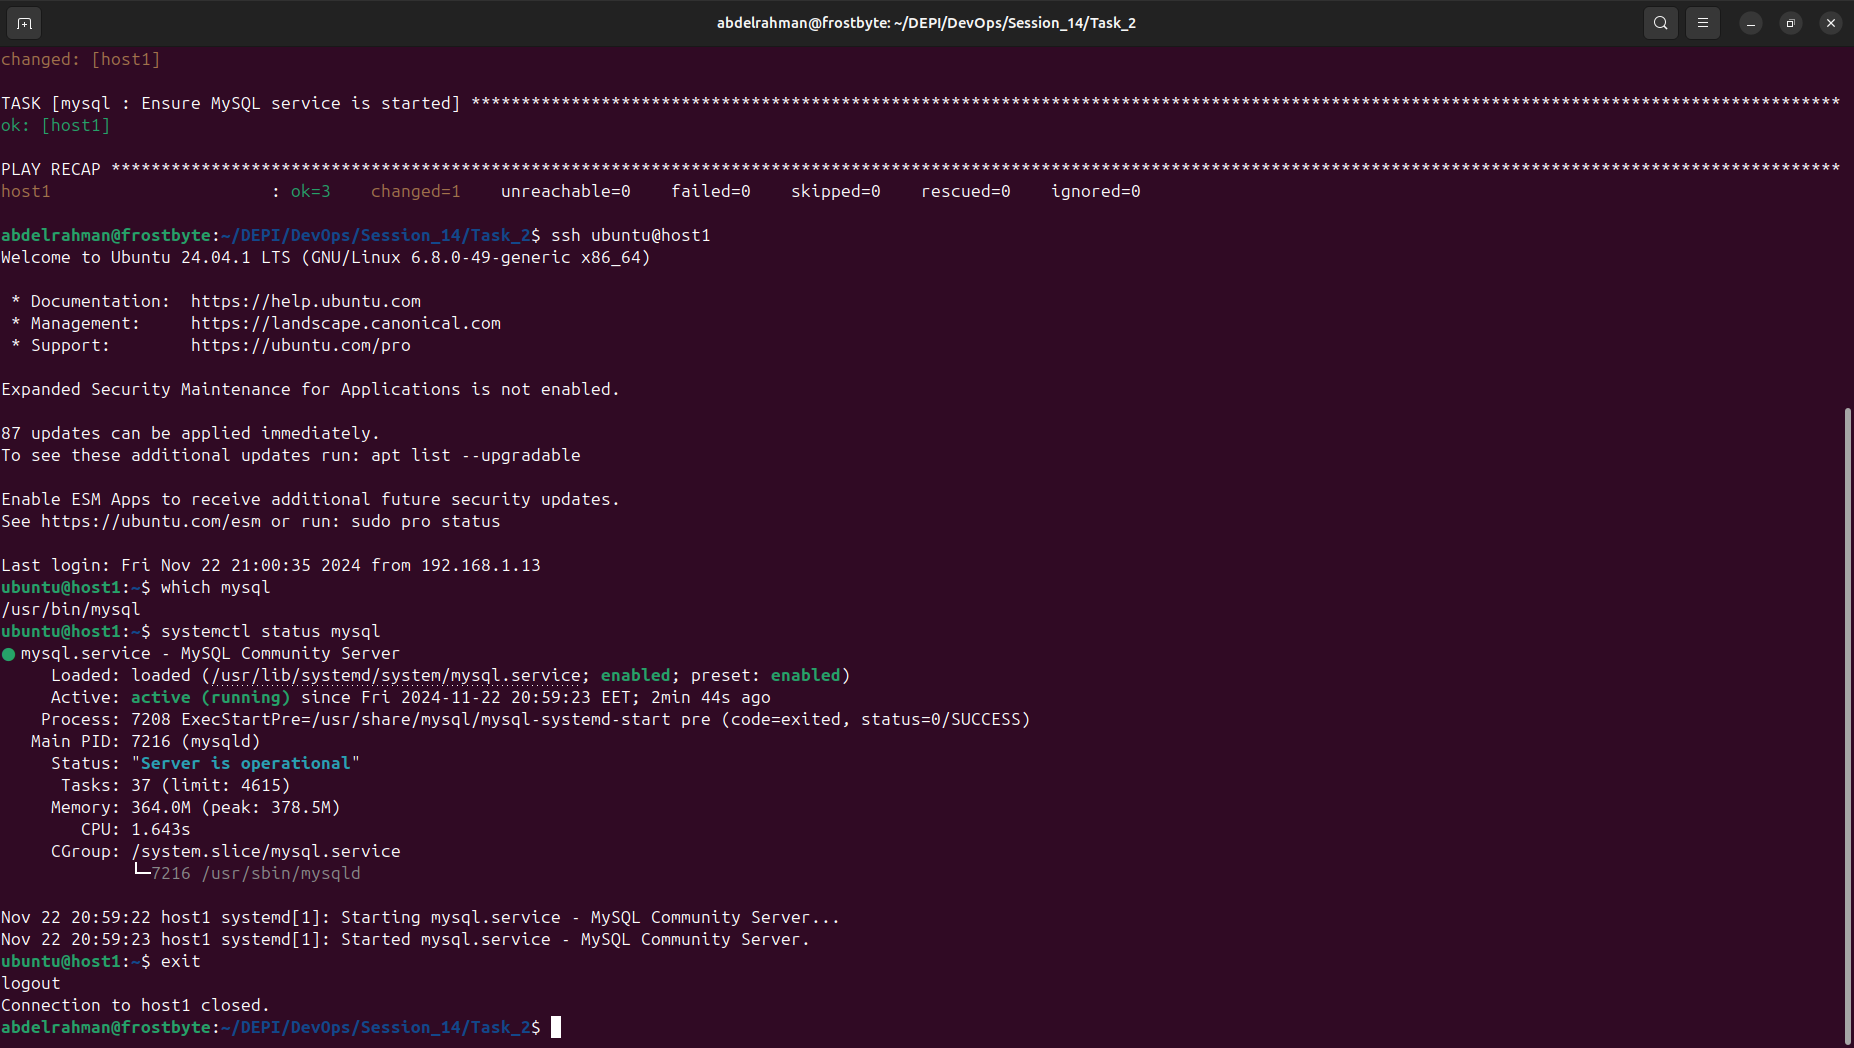 abdelrahman@frostbyte: ~/DEPI/DevOps/Session_14/Task_2
changed: [host1]
TASK [mysql : Ensure MySQL service is started] *****************************************************************************************************************************************
ok: [host1]
PLAY RECAP *****************************************************************************************************************************************************************************
host1                      : ok=3    changed=1    unreachable=0    failed=0    skipped=0    rescued=0    ignored=0
abdelrahman@frostbyte:~/DEPI/DevOps/Session_14/Task_2$ ssh ubuntu@host1
Welcome to Ubuntu 24.04.1 LTS (GNU/Linux 6.8.0-49-generic x86_64)
 * Documentation:  https://help.ubuntu.com
 * Management:     https://landscape.canonical.com
 * Support:        https://ubuntu.com/pro
Expanded Security Maintenance for Applications is not enabled.
87 updates can be applied immediately.
To see these additional updates run: apt list --upgradable
Enable ESM Apps to receive additional future security updates.
See https://ubuntu.com/esm or run: sudo pro status
Last login: Fri Nov 22 21:00:35 2024 from 192.168.1.13
ubuntu@host1:~$ which mysql
/usr/bin/mysql
ubuntu@host1:~$ systemctl status mysql
● mysql.service - MySQL Community Server
     Loaded: loaded (/usr/lib/systemd/system/mysql.service; enabled; preset: enabled)
     Active: active (running) since Fri 2024-11-22 20:59:23 EET; 2min 44s ago
    Process: 7208 ExecStartPre=/usr/share/mysql/mysql-systemd-start pre (code=exited, status=0/SUCCESS)
   Main PID: 7216 (mysqld)
     Status: "Server is operational"
      Tasks: 37 (limit: 4615)
     Memory: 364.0M (peak: 378.5M)
        CPU: 1.643s
     CGroup: /system.slice/mysql.service
             └─7216 /usr/sbin/mysqld
Nov 22 20:59:22 host1 systemd[1]: Starting mysql.service - MySQL Community Server...
Nov 22 20:59:23 host1 systemd[1]: Started mysql.service - MySQL Community Server.
ubuntu@host1:~$ exit
logout
Connection to host1 closed.
abdelrahman@frostbyte:~/DEPI/DevOps/Session_14/Task_2$